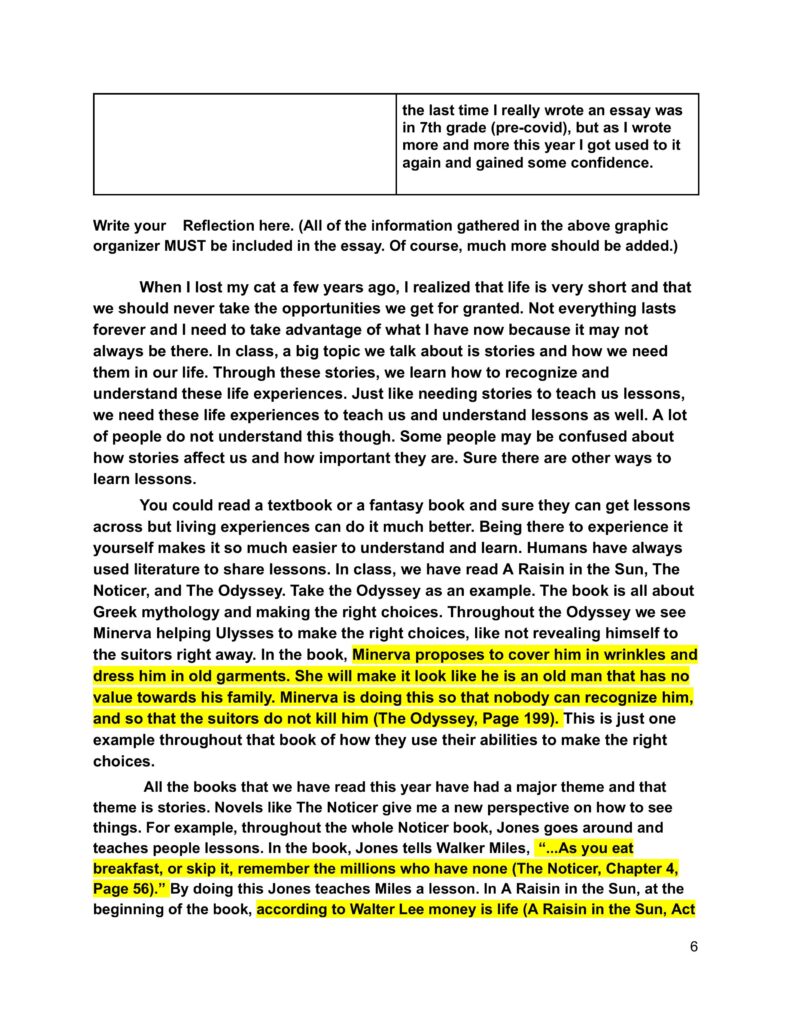 the last time I really wrote an essay was
in 7th grade (pre-covid), but as I wrote
more and more this year I got used to it
again and gained some confidence.
Write your Reflection here. (All of the information gathered in the above graphic
organizer MUST be included in the essay. Of course, much more should be added.)
When I lost my cat a few years ago, I realized that life is very short and that
we should never take the opportunities we get for granted. Not everything lasts
forever and I need to take advantage of what I have now because it may not
always be there. In class, a big topic we talk about is stories and how we need
them in our life. Through these stories, we learn how to recognize and
understand these life experiences. Just like needing stories to teach us lessons,
we need these life experiences to teach us and understand lessons as well. A lot
of people do not understand this though. Some people may be confused about
how stories affect us and how important they are. Sure there are other ways to
learn lessons.
You could read a textbook or a fantasy book and sure they can get lessons
across but living experiences can do it much better. Being there to experience it
yourself makes it so much easier to understand and learn. Humans have always
used literature to share lessons. In class, we have read A Raisin in the Sun, The
Noticer, and The Odyssey. Take the Odyssey as an example. The book is all about
Greek mythology and making the right choices. Throughout the Odyssey we see
Minerva helping Ulysses to make the right choices, like not revealing himself to
the suitors right away. In the book, Minerva proposes to cover him in wrinkles and
dress him in old garments. She will make it look like he is an old man that has no
value towards his family. Minerva is doing this so that nobody can recognize him,
and so that the suitors do not kill him (The Odyssey, Page 199). This is just one
example throughout that book of how they use their abilities to make the right
choices.
All the books that we have read this year have had a major theme and that
theme is stories. Novels like The Noticer give me a new perspective on how to see
things. For example, throughout the whole Noticer book, Jones goes around and
teaches people lessons. In the book, Jones tells Walker Miles, “...As you eat
breakfast, or skip it, remember the millions who have none (The Noticer, Chapter 4,
Page 56).” By doing this Jones teaches Miles a lesson. In A Raisin in the Sun, at the
beginning of the book, according to Walter Lee money is life (A Raisin in the Sun, Act
6